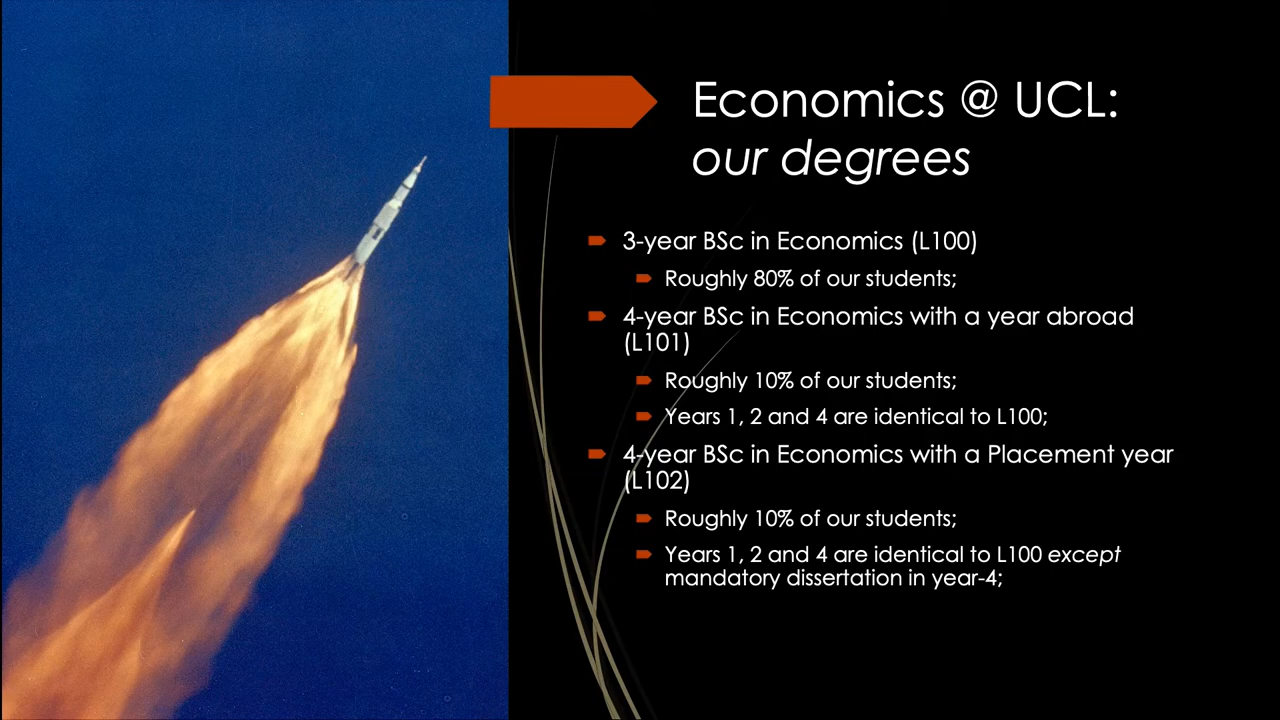 Economics @ UCL:
our degrees
3-year BSc in Economics (L100)
Roughly 80% of our students;
4-year BSc in Economics with a year abroad
(L101)
Roughly 10% of our students;
Years 1, 2 and 4 are identical to L100;
4-year BSc in Economics with a Placement year
(L102)
Roughly 10% of our students;
Years 1, 2 and 4 are identical to L100 except
mandatory dissertation in year-4;